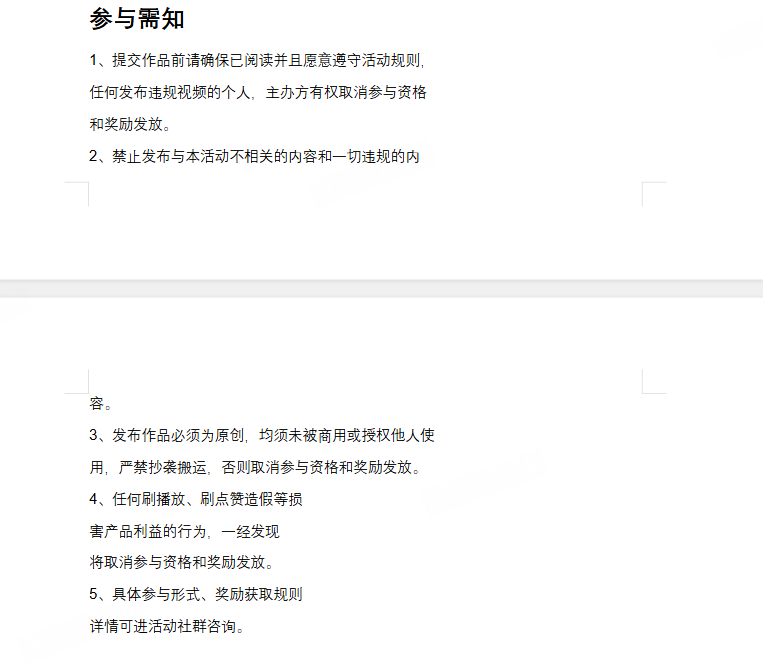 参与需知
1、提交作品前请确保已阅读并且愿意遵守活动规则，
任何发布违规视频的个人，主办方有权取消参与资格
和奖励发放。
2、禁止发布与本活动不相关的内容和一切违规的内
容。
3、发布作品必须为原创，均须未被商用或授权他人使
用，严禁抄袭搬运，否则取消参与资格和奖励发放。
4、任何刷播放、刷点赞造假等损
害产品利益的行为，一经发现
将取消参与资格和奖励发放。
5、具体参与形式、奖励获取规则
详情可进活动社群咨询。